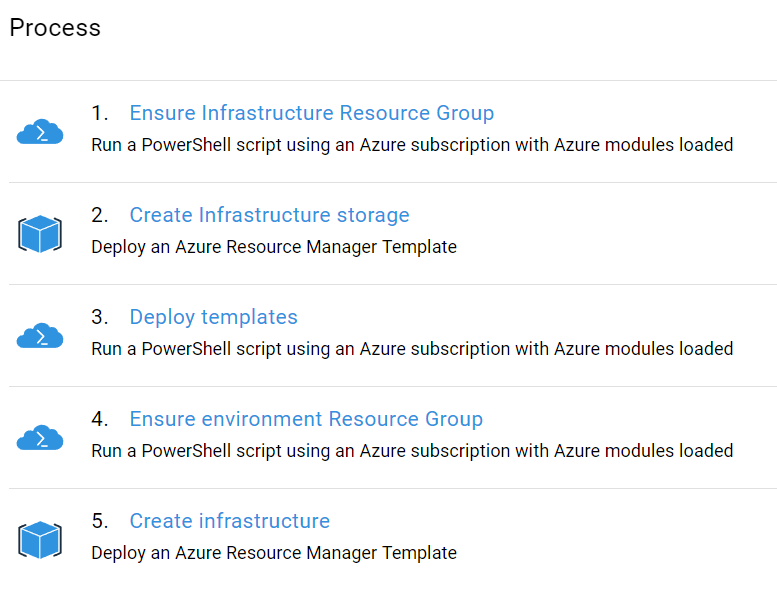 Process
1. Ensure Infrastructure Resource Group
Run a PowerShell script using an Azure subscription with Azure modules loaded
2. Create Infrastructure storage
Deploy an Azure Resource Manager Template
3. Deploy templates
Run a PowerShell script using an Azure subscription with Azure modules loaded
4. Ensure environment Resource Group
Run a PowerShell script using an Azure subscription with Azure modules loaded
5. Create infrastructure
Deploy an Azure Resource Manager Template